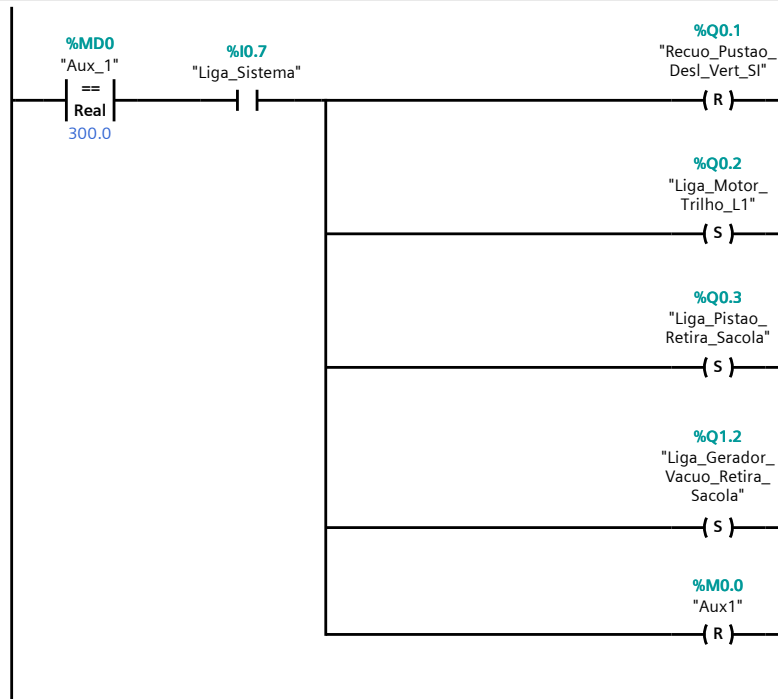 %MD0
"Aux_1"
==
Real
300.0
%I0.7
"Liga_Sistema"
%Q0.1
"Recuo_Pustao_
Desl_Vert_SI"
R
%Q0.2
"Liga_Motor_
Trilho_L1"
S
%Q0.3
"Liga_Pistao_
Retira_Sacola"
S
%Q1.2
"Liga_Gerador_
Vacuo_Retira_
Sacola"
S
%M0.0
"Aux1"
R